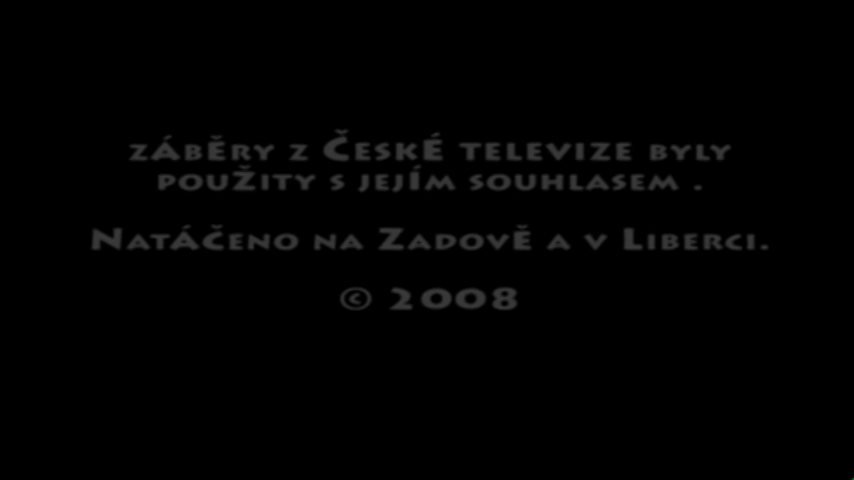 záběry z České televize byly
použity s jejím souhlasem .
Natáčeno na Zadově a v Liberci.
© 2008